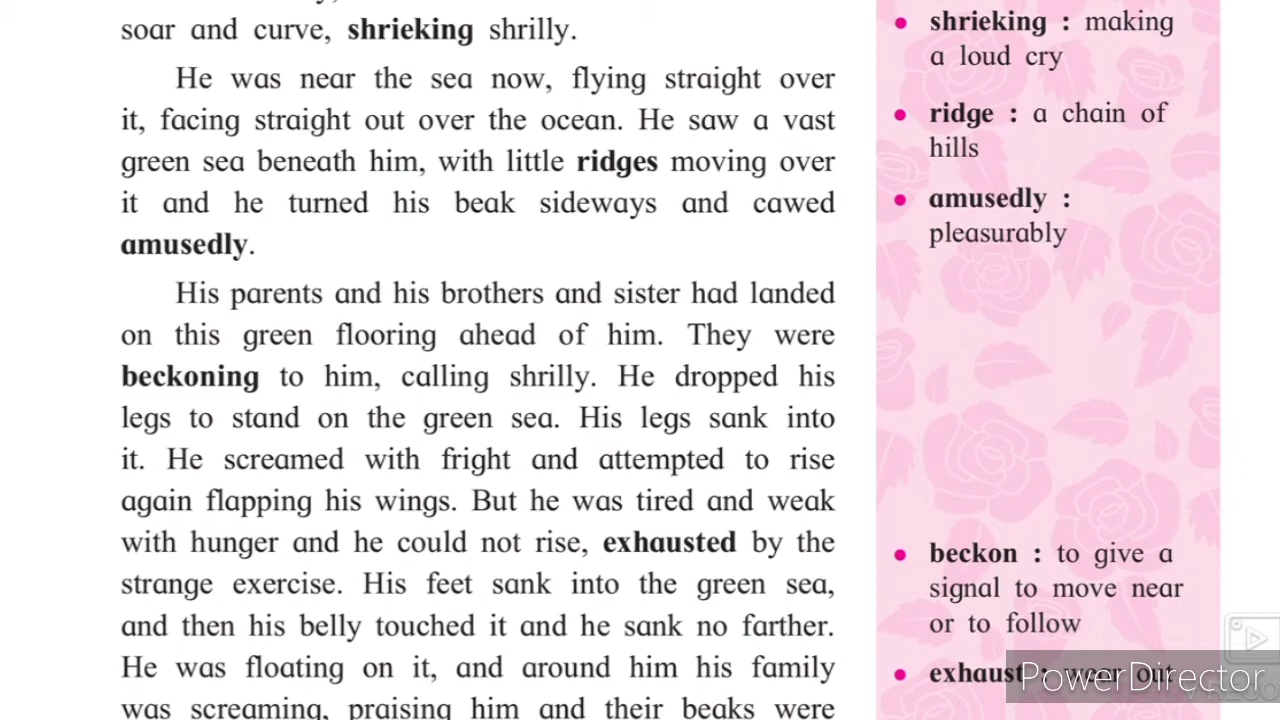 soar and curve, shrieking shrilly.
He was near the sea now, flying straight over
it, facing straight out over the ocean. He saw a vast
green sea beneath him, with little ridges moving over
it and he turned his beak sideways and cawed
amusedly.
His parents and his brothers and sister had landed
on this green flooring ahead of him. They were
beckoning to him, calling shrilly. He dropped his
legs to stand on the green sea. His legs sank into
it. He screamed with fright and attempted to rise
again flapping his wings. But he was tired and weak
with hunger and he could not rise, exhausted by the
strange exercise. His feet sank into the green sea,
and then his belly touched it and he sank no farther.
He was floating on it, and around him his family
was screaming, praising him and their beaks were
• shrieking : making
a loud cry
• ridge : a chain of
hills
• amusedly :
pleasurably
• beckon : to give a
signal to move near
or to follow
• exhaust : wear out
PowerDirector